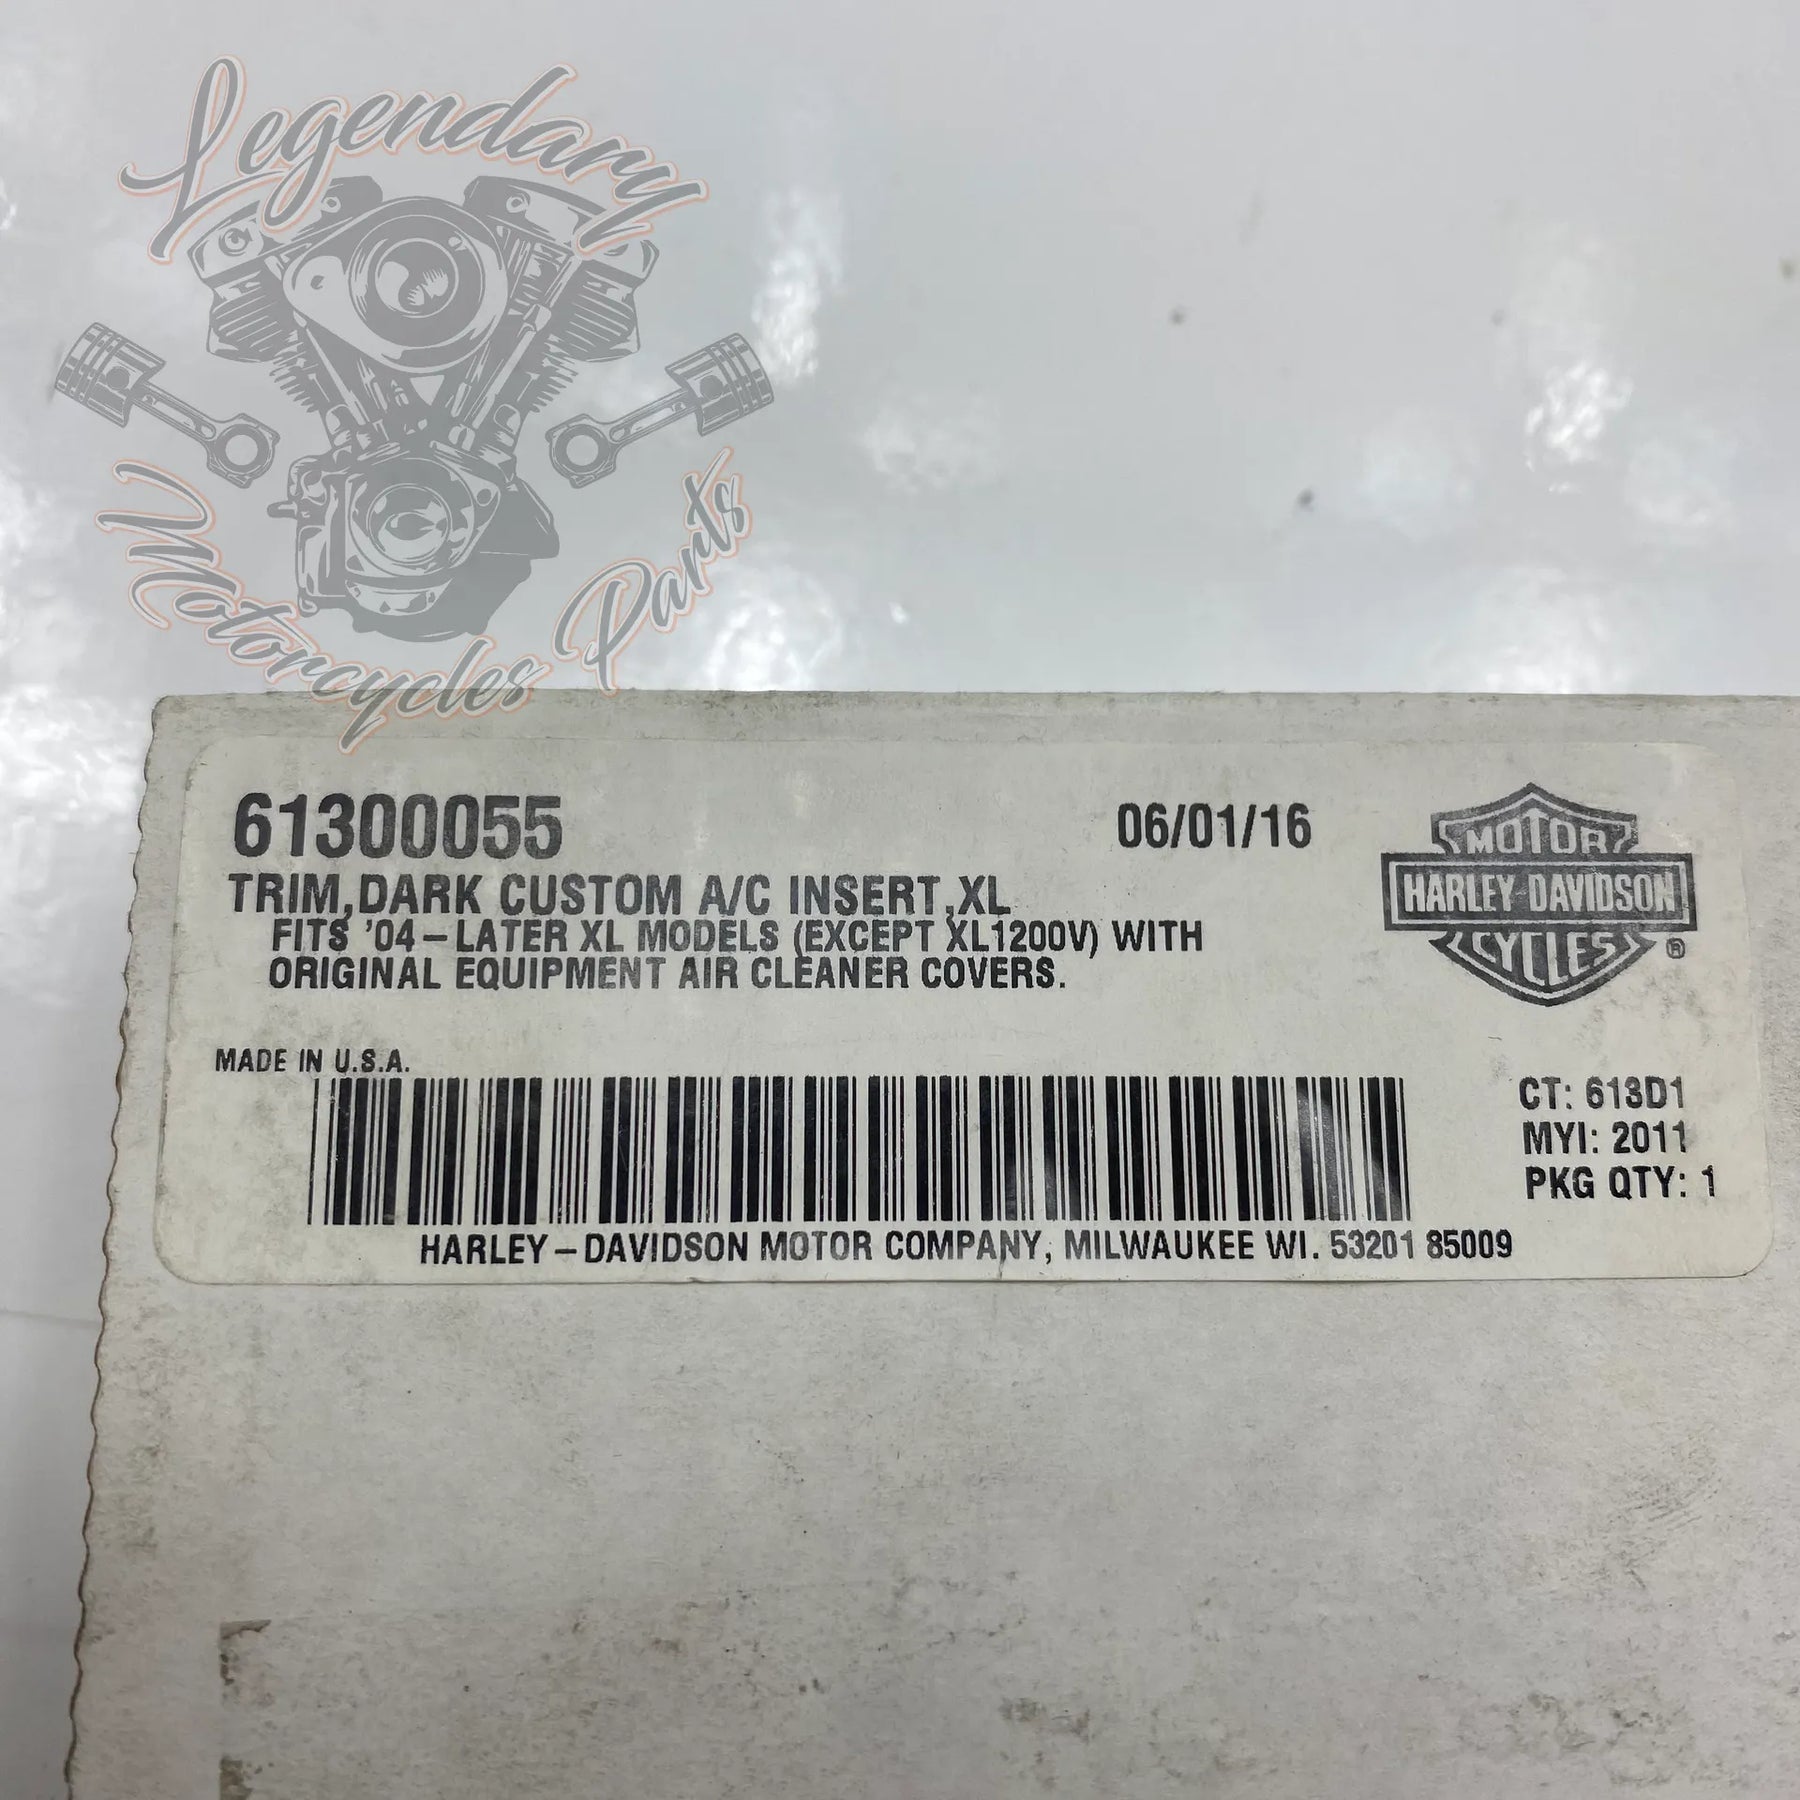 Legendary
Motorcycles Parts
61300055
06/01/16
TRIM,DARK CUSTOM A/C INSERT,XL
FITS '04–LATER XL MODELS (EXCEPT XL1200V) WITH
ORIGINAL EQUIPMENT AIR CLEANER COVERS.
MOTOR
HARLEY-DAVIDSON
CYCLES
®
MADE IN U.S.A.
CT: 613D1
MYI: 2011
PKG QTY: 1
HARLEY–DAVIDSON MOTOR COMPANY, MILWAUKEE WI. 53201 85009